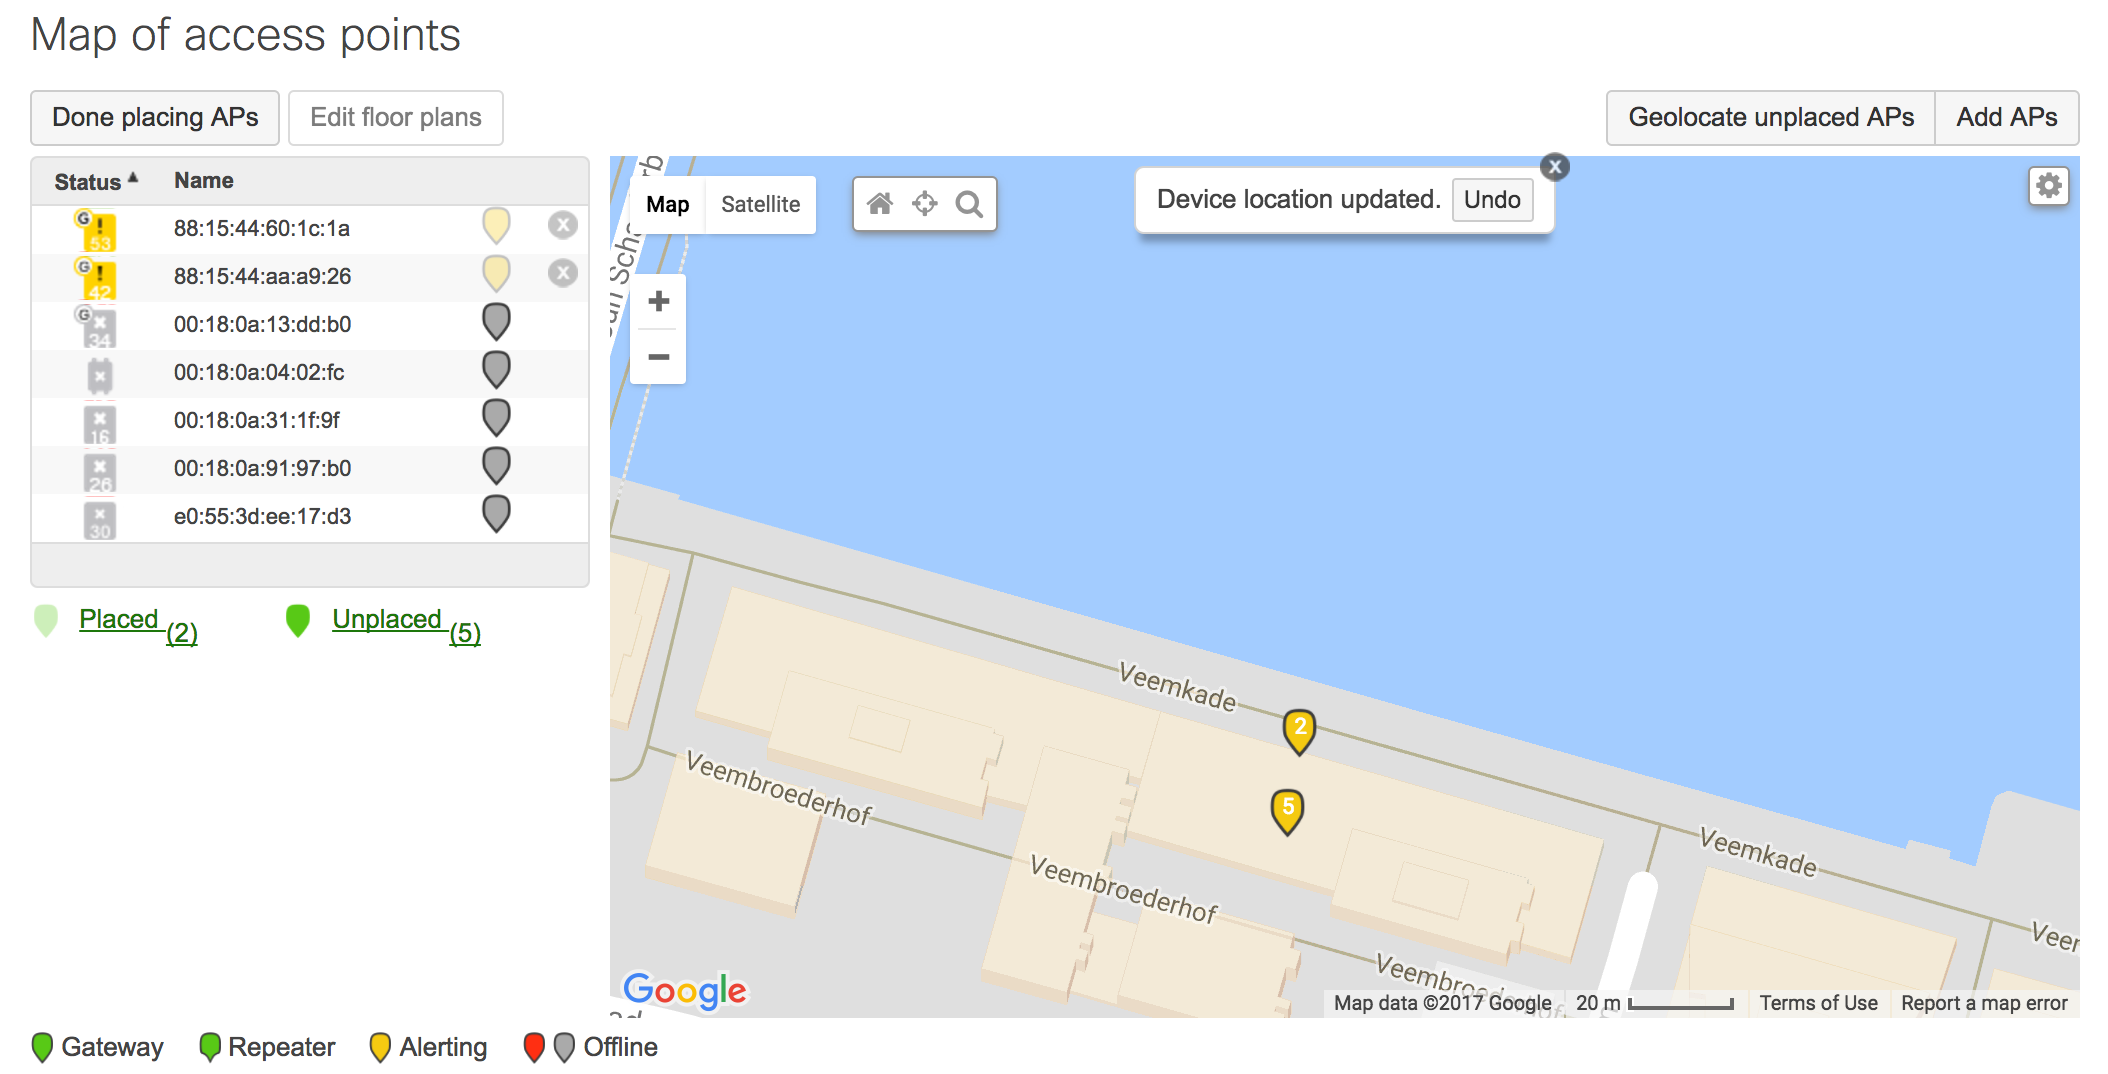 Map of access points
Done placing APs
Edit floor plans
Geolocate unplaced APs
Add APs
Status
Name
G ! 53 88:15:44:60:1c:1a X
G ! 42 88:15:44:aa:a9:26 X
G × 34 00:18:0a:13:dd:b0
× 00:18:0a:04:02:fc
× 16 00:18:0a:31:1f:9f
× 26 00:18:0a:91:97:b0
× 30 e0:55:3d:ee:17:d3
Placed (2)
Unplaced (5)
Map
Satellite
Device location updated.
Undo
X
+
−
Veemkade
2
5
Veembroederhof
Veembroederhof
Veemkade
Google
Map data ©2017 Google
20 m
Terms of Use
Report a map error
Gateway
Repeater
Alerting
Offline